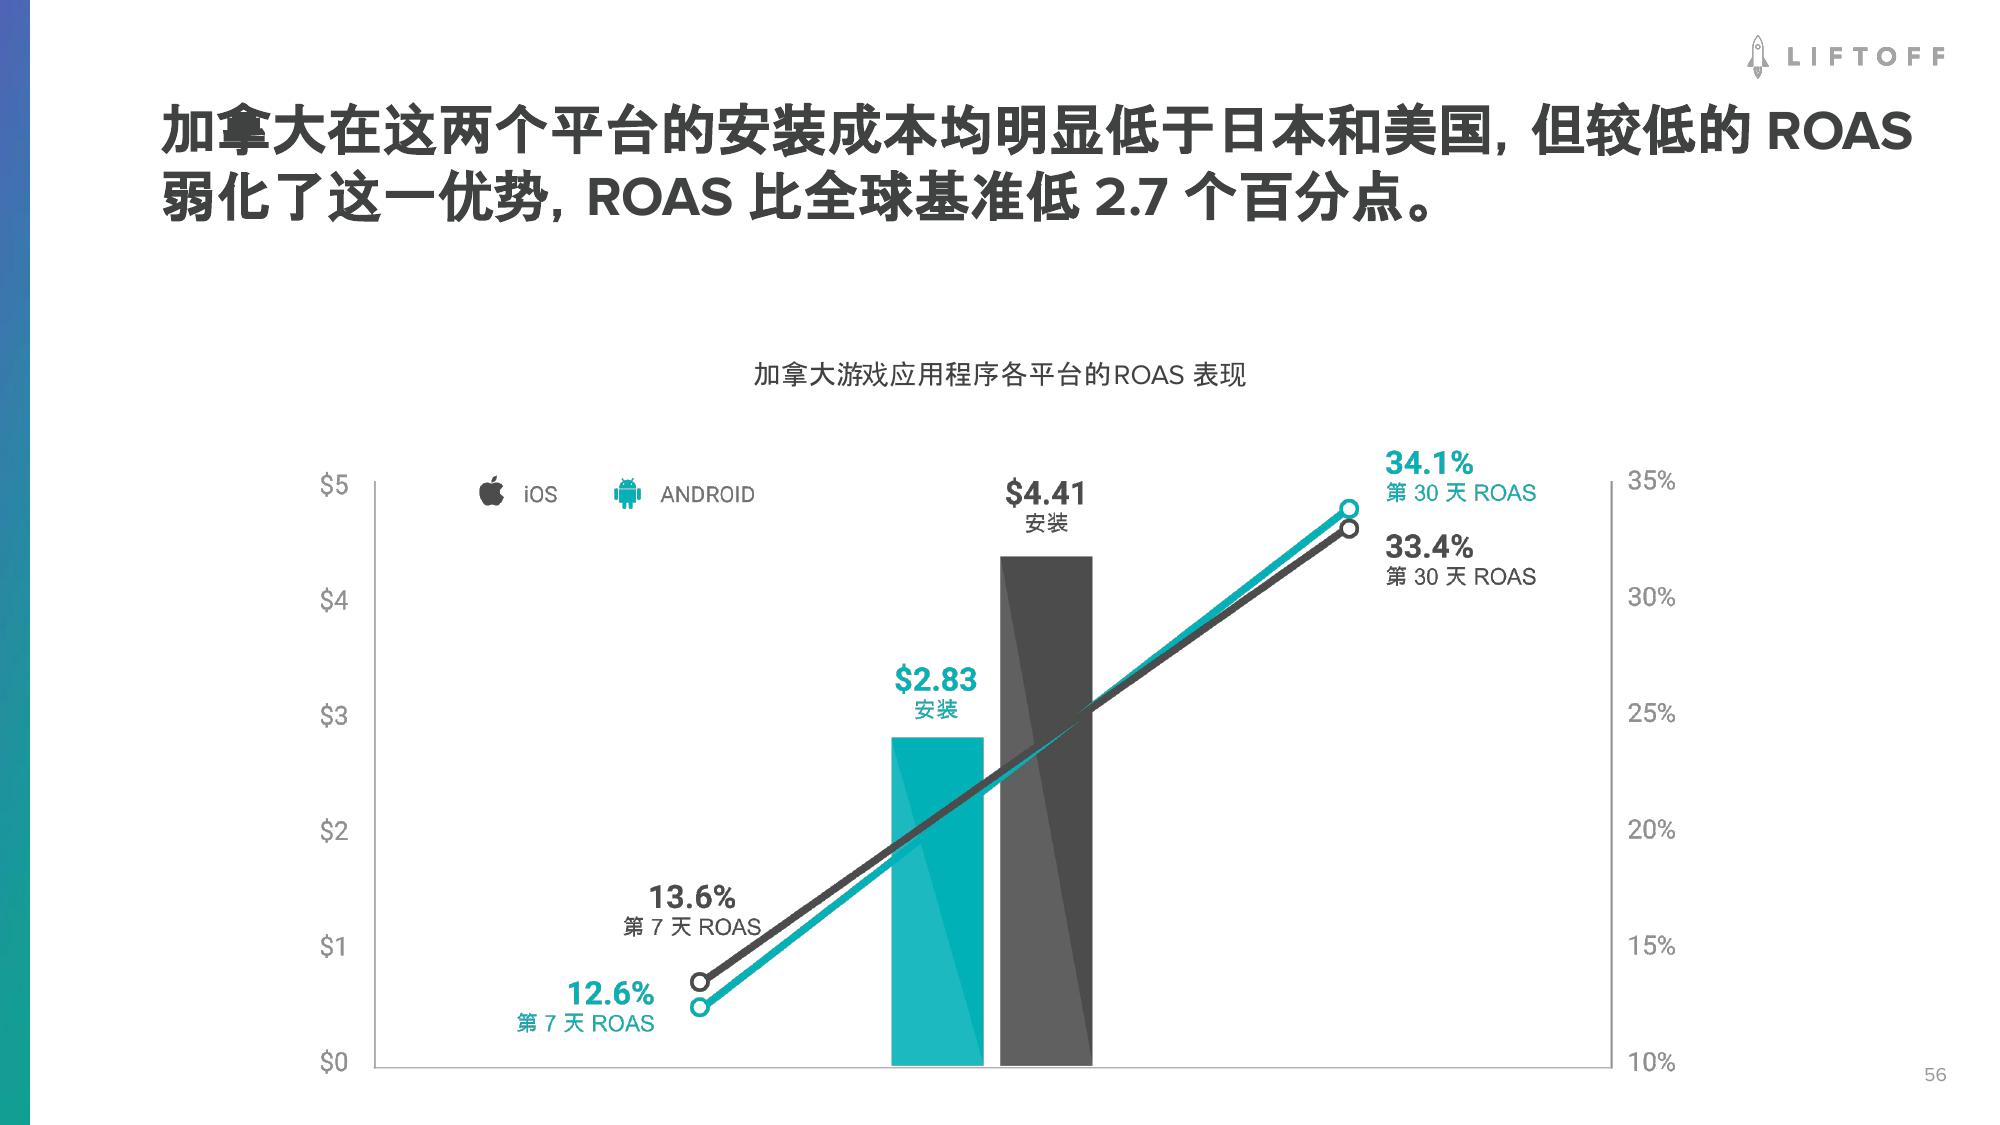 LIFTOFF
加拿大在这两个平台的安装成本均明显低于日本和美国，但较低的 ROAS
弱化了这一优势，ROAS 比全球基准低 2.7 个百分点。
加拿大游戏应用程序各平台的ROAS 表现
iOS
ANDROID
$5
$4
$3
$2
$1
$0
$4.41
安装
$2.83
安装
13.6%
第 7 天 ROAS
12.6%
第 7 天 ROAS
34.1%
第 30 天 ROAS
33.4%
第 30 天 ROAS
35%
30%
25%
20%
15%
10%
56